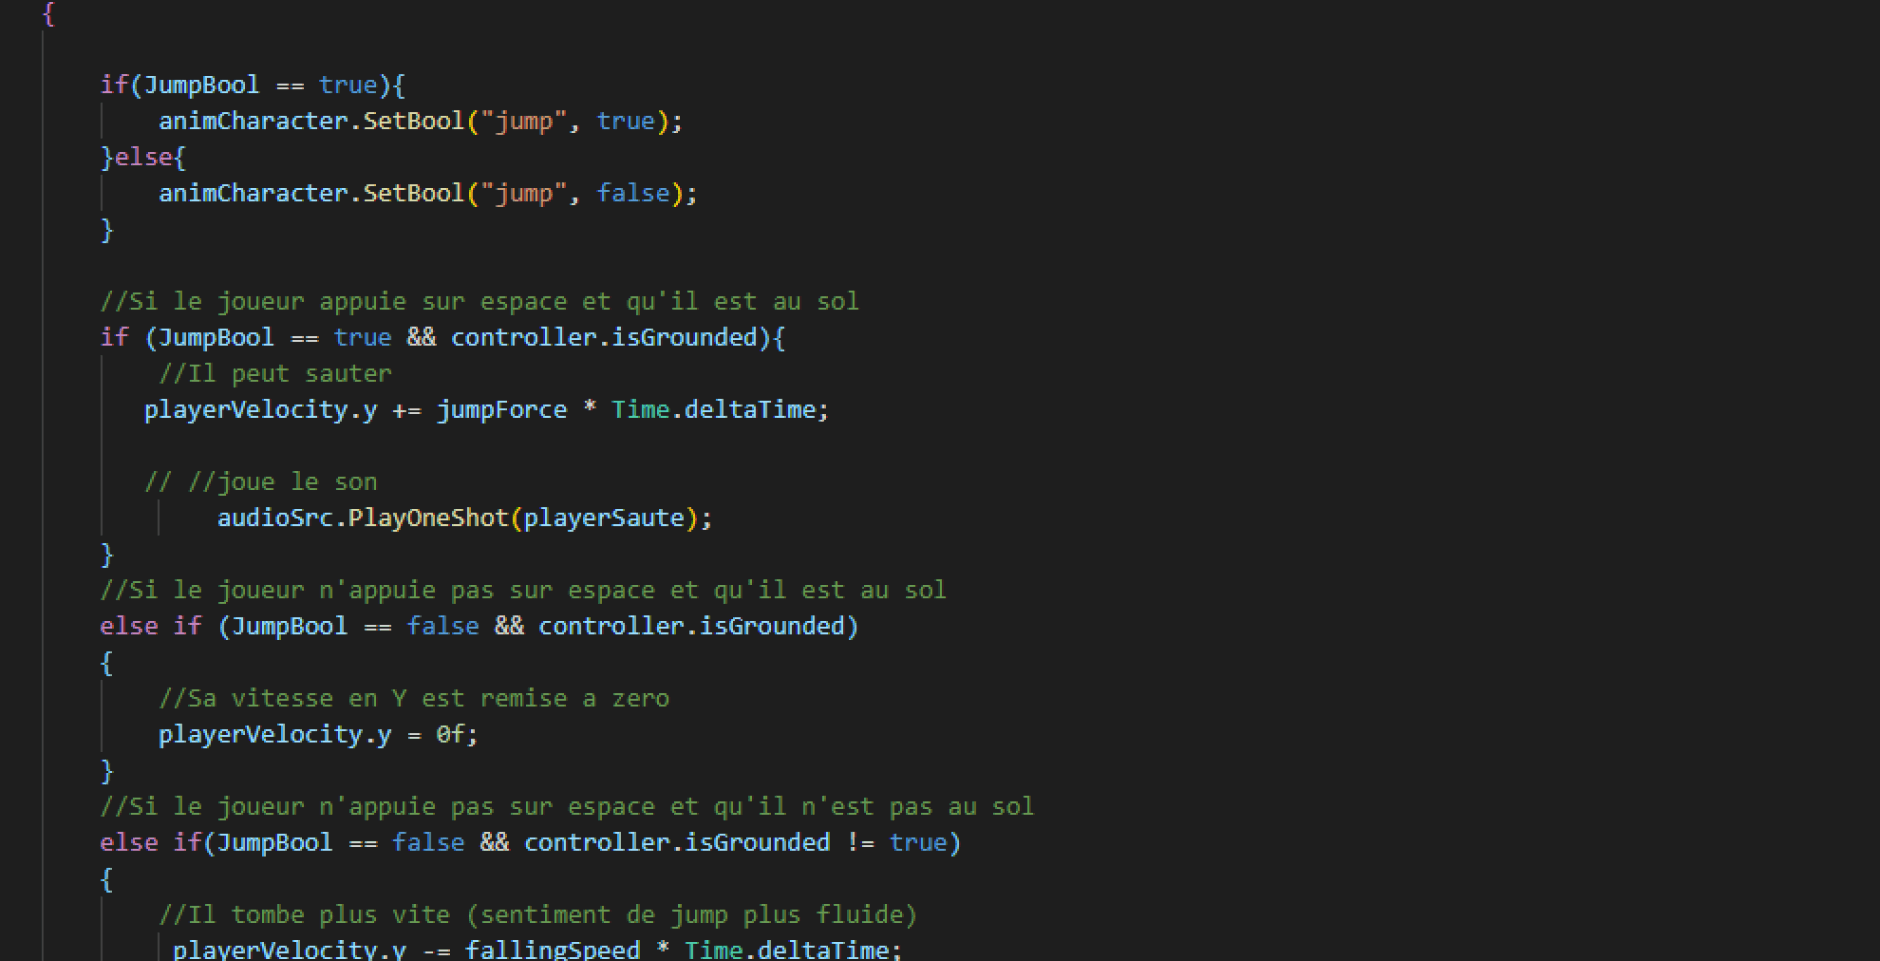 {
if(JumpBool == true){
animCharacter.SetBool("jump", true);
}else{
animCharacter.SetBool("jump", false);
}
//Si le joueur appuie sur espace et qu'il est au sol
if (JumpBool == true && controller.isGrounded){
//Il peut sauter
playerVelocity.y += jumpForce * Time.deltaTime;
// //joue le son
audioSrc.PlayOneShot(playerSaute);
}
//Si le joueur n'appuie pas sur espace et qu'il est au sol
else if (JumpBool == false && controller.isGrounded)
{
//Sa vitesse en Y est remise a zero
playerVelocity.y = 0f;
}
//Si le joueur n'appuie pas sur espace et qu'il n'est pas au sol
else if(JumpBool == false && controller.isGrounded != true)
{
//Il tombe plus vite (sentiment de jump plus fluide)
playerVelocity.y -= fallingSpeed * Time.deltaTime;